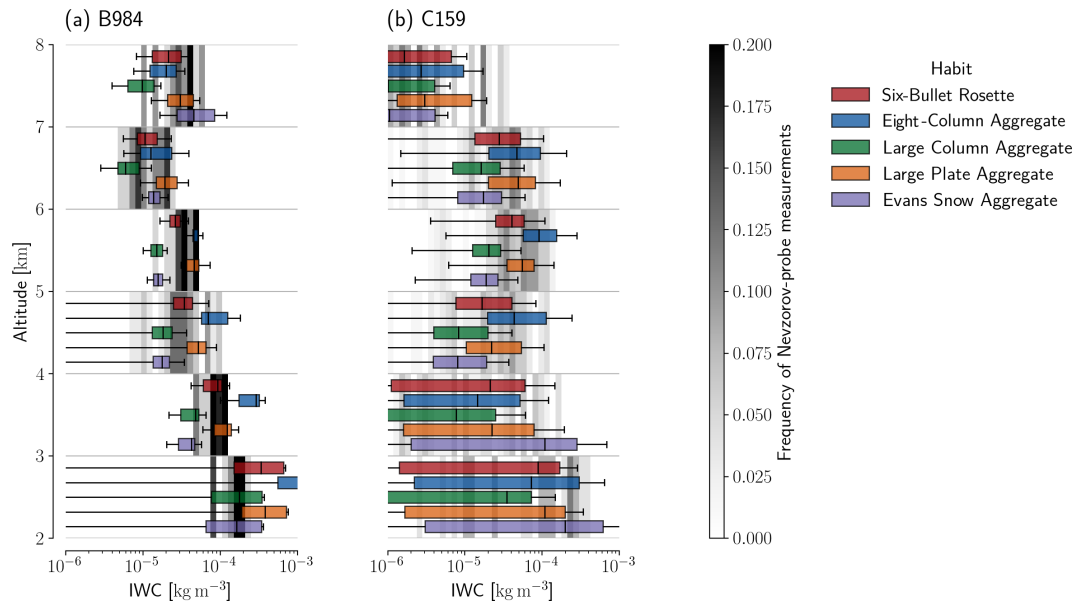 (a) B984
(b) C159
8
7
6
5
4
3
2
Altitude [km]
10⁻⁶
10⁻⁵
10⁻⁴
10⁻³
IWC [kg m⁻³]
10⁻⁶
10⁻⁵
10⁻⁴
10⁻³
IWC [kg m⁻³]
0.200
0.175
0.150
0.125
0.100
0.075
0.050
0.025
0.000
Frequency of Nevzorov-probe measurements
Habit
Six-Bullet Rosette
Eight-Column Aggregate
Large Column Aggregate
Large Plate Aggregate
Evans Snow Aggregate